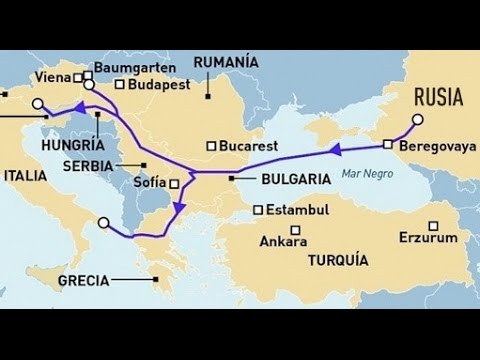 RUMANÍA
Baumgarten
Viena
Budapest
RUSIA
HUNGRÍA
Bucarest
Beregovaya
SERBIA
ITALIA
Sofía
BULGARIA
Mar Negro
Estambul
Ankara
Erzurum
TURQUÍA
GRECIA